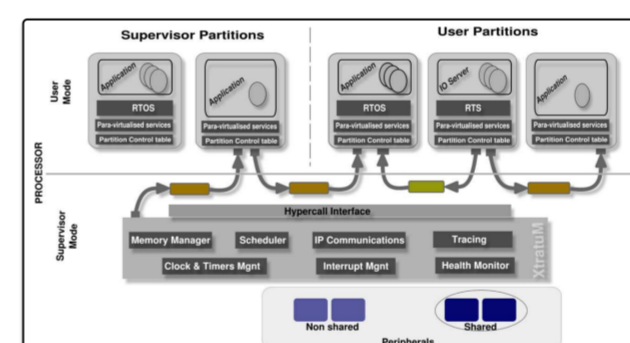 Supervisor Partitions
User Partitions
PROCESSOR
User
Mode
Application
RTOS
Para-virtualised services
Partition Control table
Application
Para-virtualised services
Partition Control table
Application
RTOS
Para-virtualised services
Partition Control table
IO Server
RTS
Para-virtualised services
Partition Control table
Application
Para-virtualised services
Partition Control table
Supervisor
Mode
Hypercall Interface
Memory Manager
Scheduler
IP Communications
Tracing
Clock & Timers Mgnt
Interrupt Mgnt
Health Monitor
XtratuM
Non shared
Shared
Peripherals